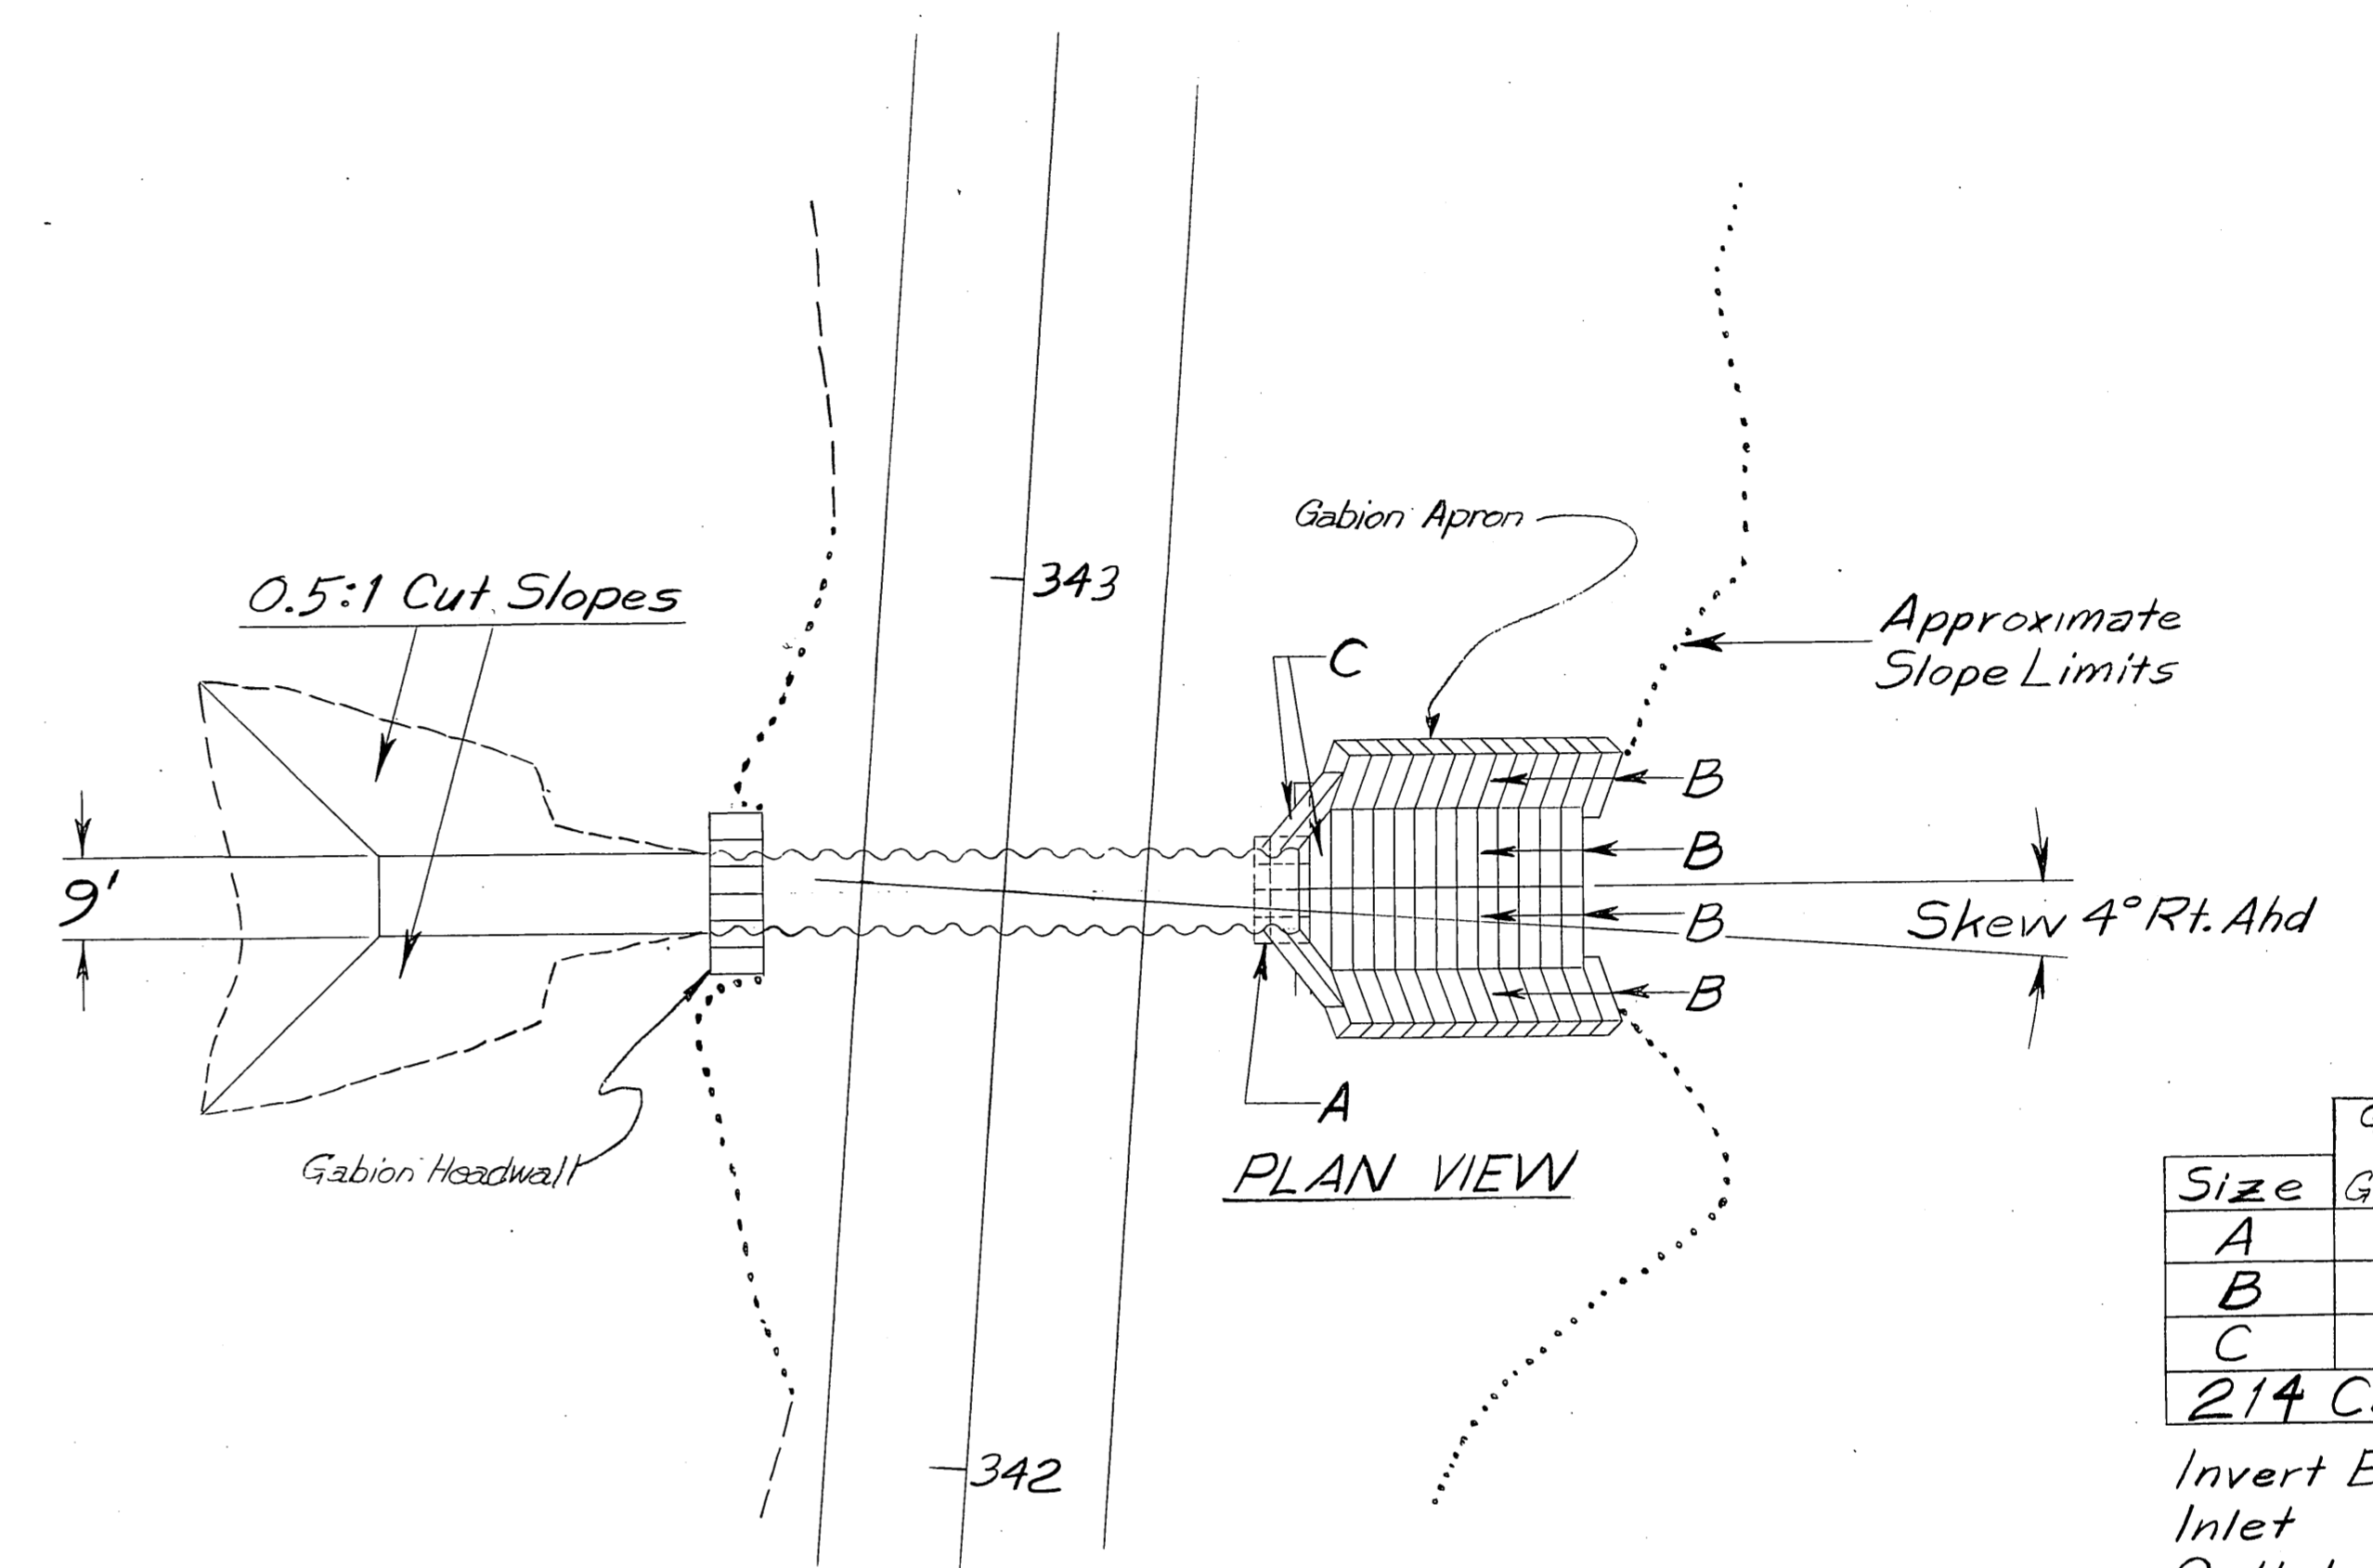 343
Gabion Apron
0.5:1 Cut Slopes
Approximate
Slope Limits
C
B
B
9'
B
Skew 4° Rt. Ahd
B
A
Gabion Headwall
PLAN VIEW
Size
A
B
C
214
342
Invert
Inlet